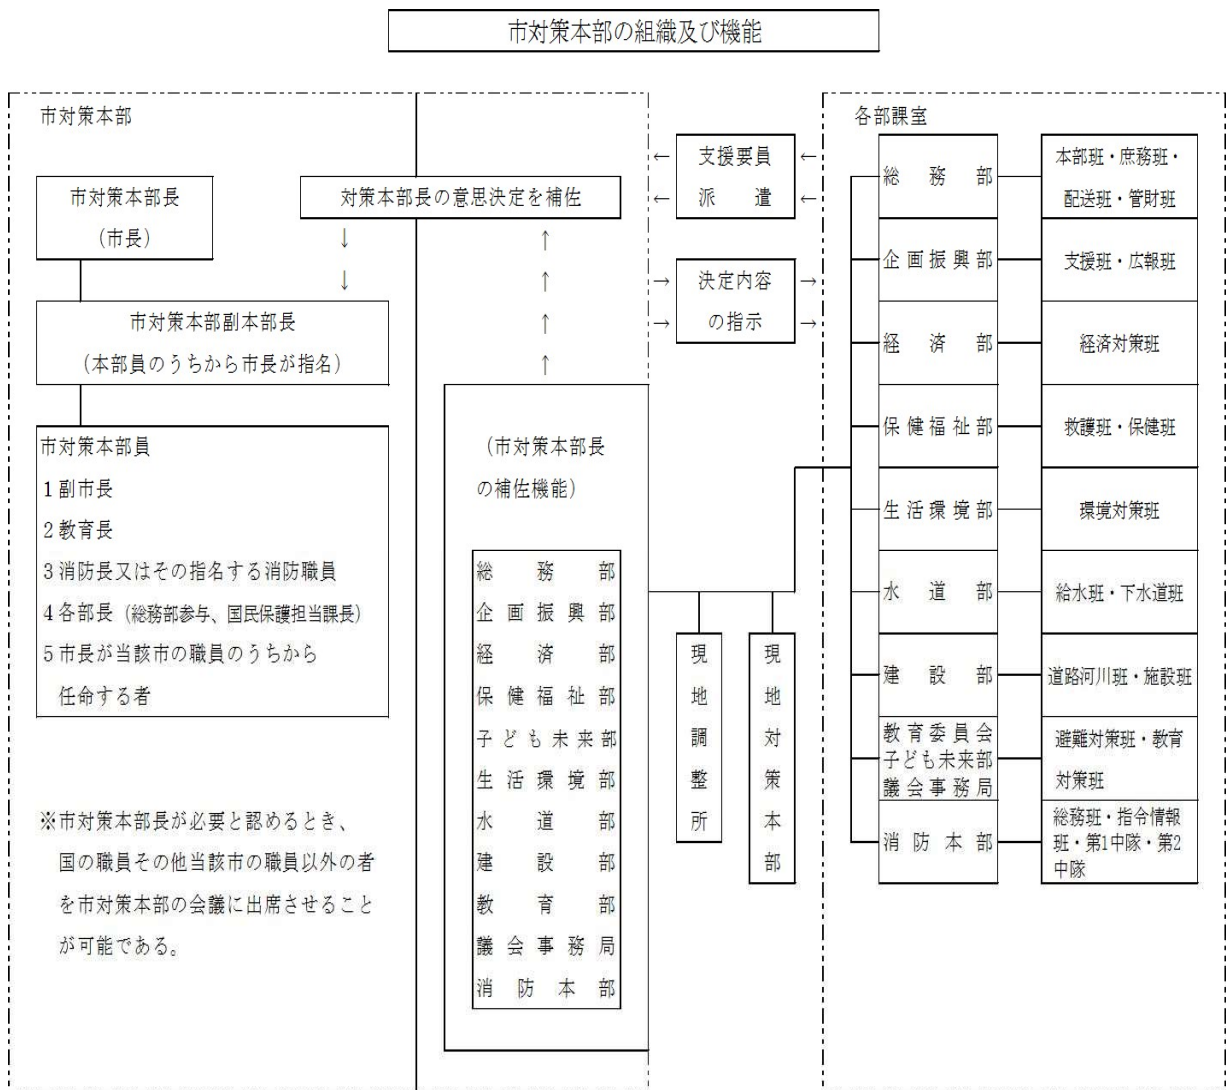 市対策本部の組織及び機能
市対策本部
市対策本部長
(市長)
対策本部長の意思決定を補佐
↓ ↑
↓ ↑
↑
↑
市対策本部副本部長
(本部員のうちから市長が指名)
市対策本部員
1 副市長
2 教育長
3 消防長又はその指名する消防職員
4 各部長 (総務部参与、国民保護担当課長)
5 市長が当該市の職員のうちから
任命する者
※市対策本部長が必要と認めるとき、
国の職員その他当該市の職員以外の者
を市対策本部の会議に出席させること
が可能である。
(市対策本部長
の補佐機能)
総務部
企画振興部
経済部
保健福祉部
子ども未来部
生活環境部
水道部
建設部
教育部
議会事務局
消防本部
← 支援要員 ←
← 派遣 ←
→ 決定内容 →
→ の指示 →
現地調整所
現地対策本部
各部課室
総務部
本部班・庶務班・
配送班・管財班
企画振興部
支援班・広報班
経済部
経済対策班
保健福祉部
救護班・保健班
生活環境部
環境対策班
水道部
給水班・下水道班
建設部
道路河川班・施設班
教育委員会
子ども未来部
議会事務局
避難対策班・教育
対策班
消防本部
総務班・指令情報
班・第1中隊・第2
中隊